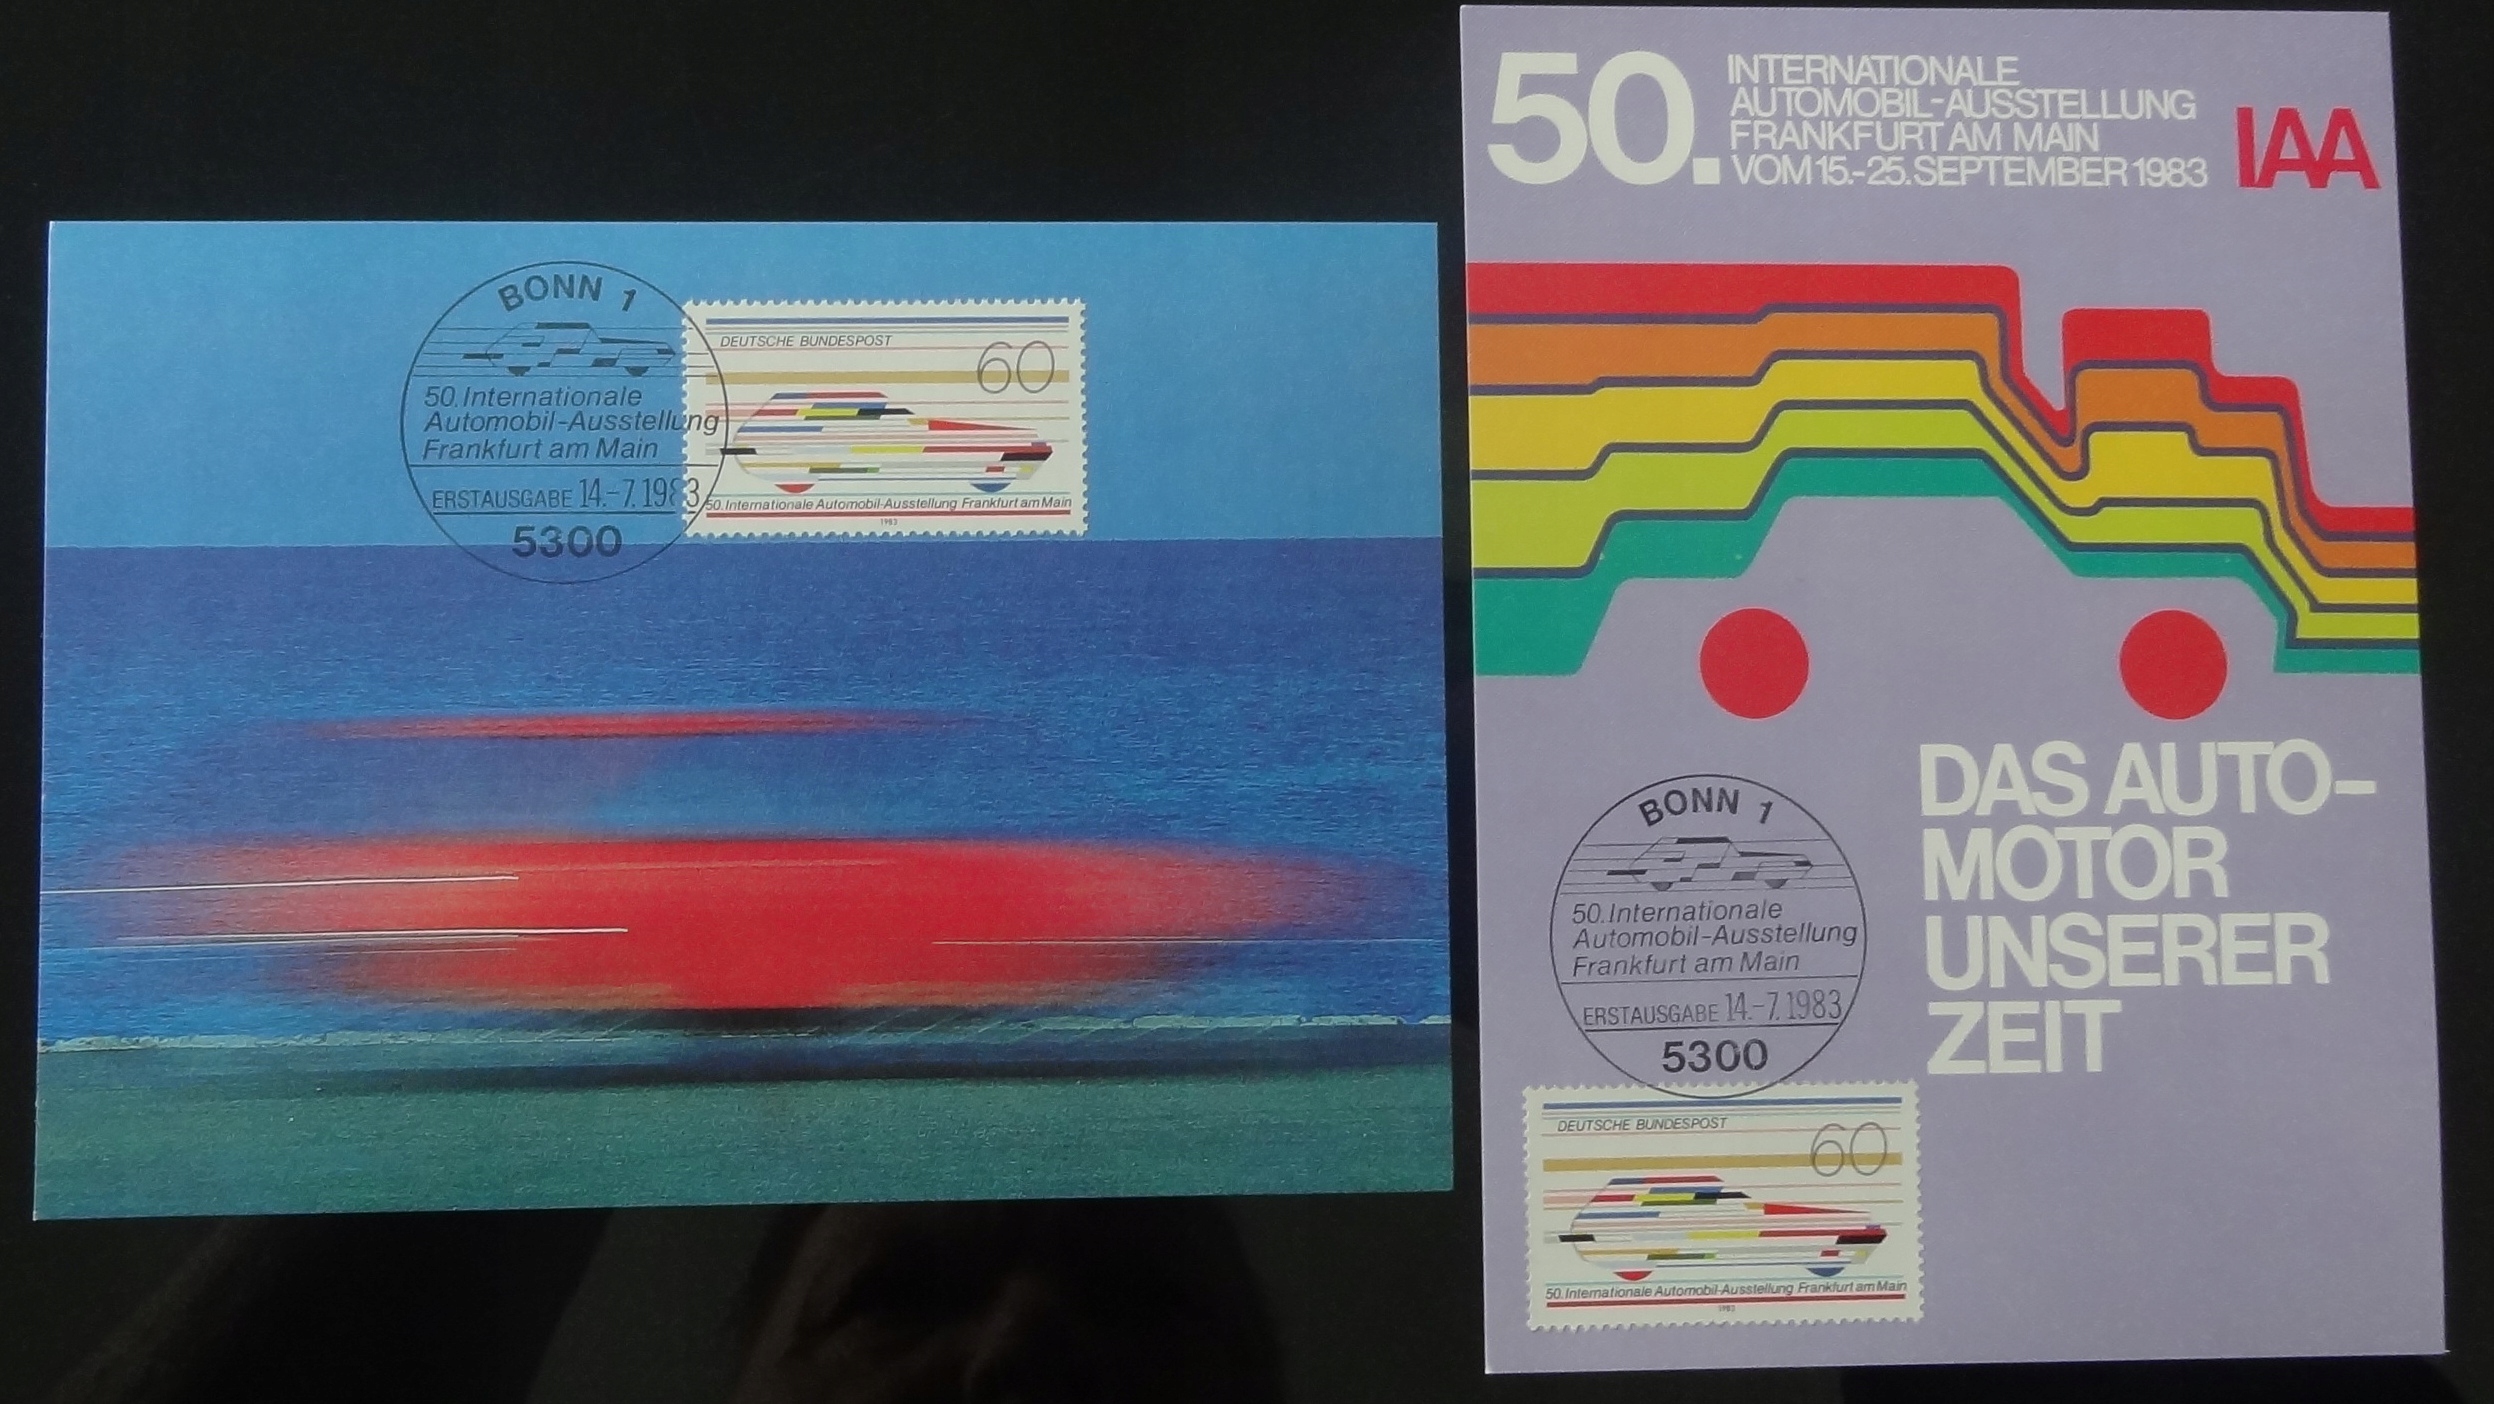 BONN 1
50. Internationale
Automobil-Ausstellung
Frankfurt am Main
ERSTAUSGABE 14.-7.1983
5300
DEUTSCHE BUNDESPOST
60
50. Internationale Automobil-Ausstellung Frankfurt am Main
1983
50. INTERNATIONALE
AUTOMOBIL-AUSSTELLUNG
FRANKFURT AM MAIN
VOM 15.-25. SEPTEMBER 1983
IAA
DAS AUTO-
MOTOR
UNSERER
ZEIT
BONN 1
50. Internationale
Automobil-Ausstellung
Frankfurt am Main
ERSTAUSGABE 14.-7.1983
5300
DEUTSCHE BUNDESPOST
60
50. Internationale Automobil-Ausstellung Frankfurt am Main
1983